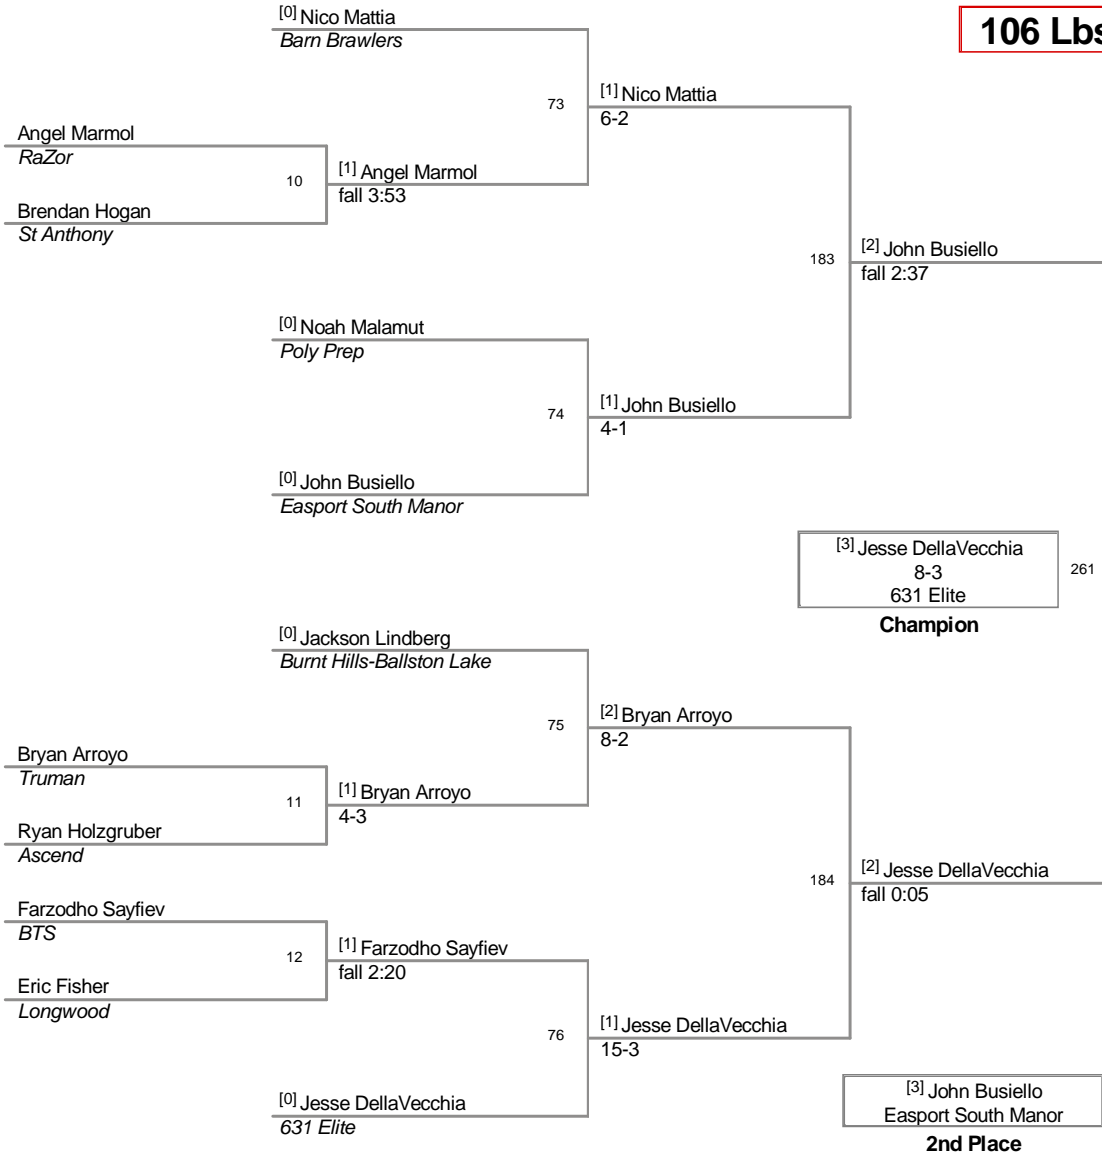 [0] Nico Mattia
Barn Brawlers
106 Lbs
73
[1] Nico Mattia
6-2
Angel Marmol
RaZor
10
[1] Angel Marmol
fall 3:53
Brendan Hogan
St Anthony
183
[2] John Busiello
fall 2:37
[0] Noah Malamut
Poly Prep
74
[1] John Busiello
4-1
[0] John Busiello
Easport South Manor
[3] Jesse DellaVecchia
8-3
631 Elite
261
Champion
[0] Jackson Lindberg
Burnt Hills-Ballston Lake
75
[2] Bryan Arroyo
8-2
Bryan Arroyo
Truman
11
[1] Bryan Arroyo
4-3
Ryan Holzgruber
Ascend
184
[2] Jesse DellaVecchia
fall 0:05
Farzodho Sayfiev
BTS
12
[1] Farzodho Sayfiev
fall 2:20
Eric Fisher
Longwood
76
[1] Jesse DellaVecchia
15-3
[0] Jesse DellaVecchia
631 Elite
[3] John Busiello
Easport South Manor
2nd Place